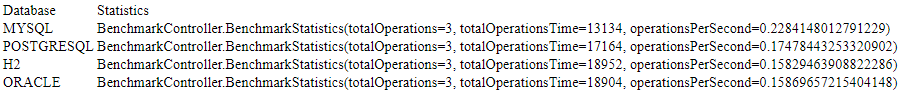 Database Statistics
MYSQL BenchmarkController.BenchmarkStatistics(totalOperations=3, totalOperationsTime=13134, operationsPerSecond=0.2284148012791229)
POSTGRESQL BenchmarkController.BenchmarkStatistics(totalOperations=3, totalOperationsTime=17164, operationsPerSecond=0.17478443253320902)
H2 BenchmarkController.BenchmarkStatistics(totalOperations=3, totalOperationsTime=18952, operationsPerSecond=0.15829463908822286)
ORACLE BenchmarkController.BenchmarkStatistics(totalOperations=3, totalOperationsTime=18904, operationsPerSecond=0.15869657215404148)